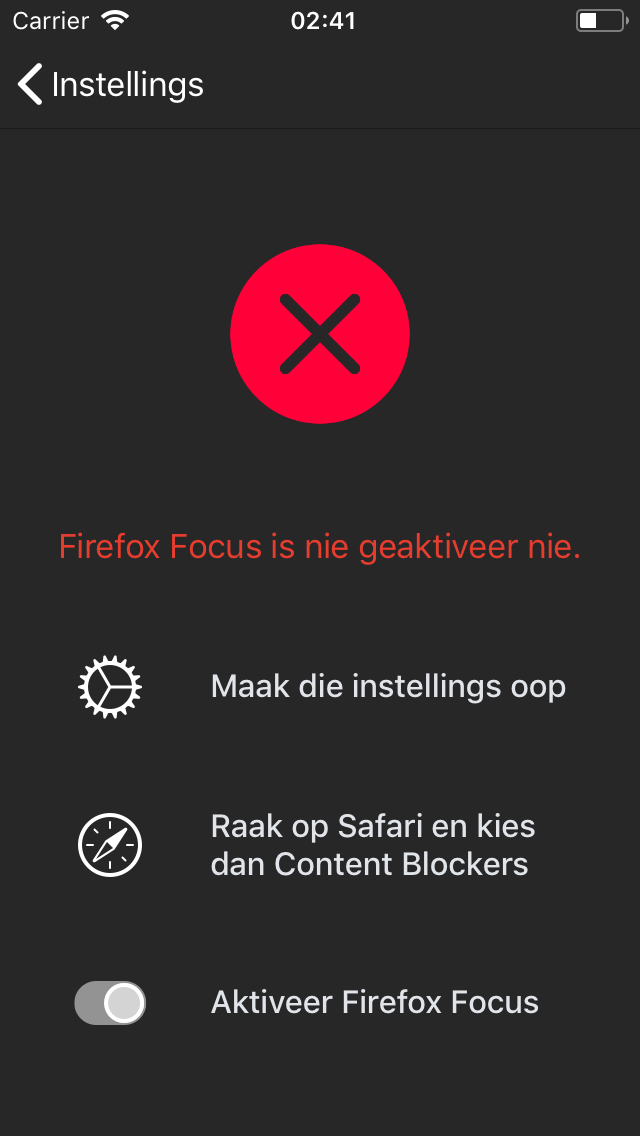 Carrier 02:41
Instellings
Firefox Focus is nie geaktiveer nie.
Maak die instellings oop
Raak op Safari en kies
dan Content Blockers
Aktiveer Firefox Focus